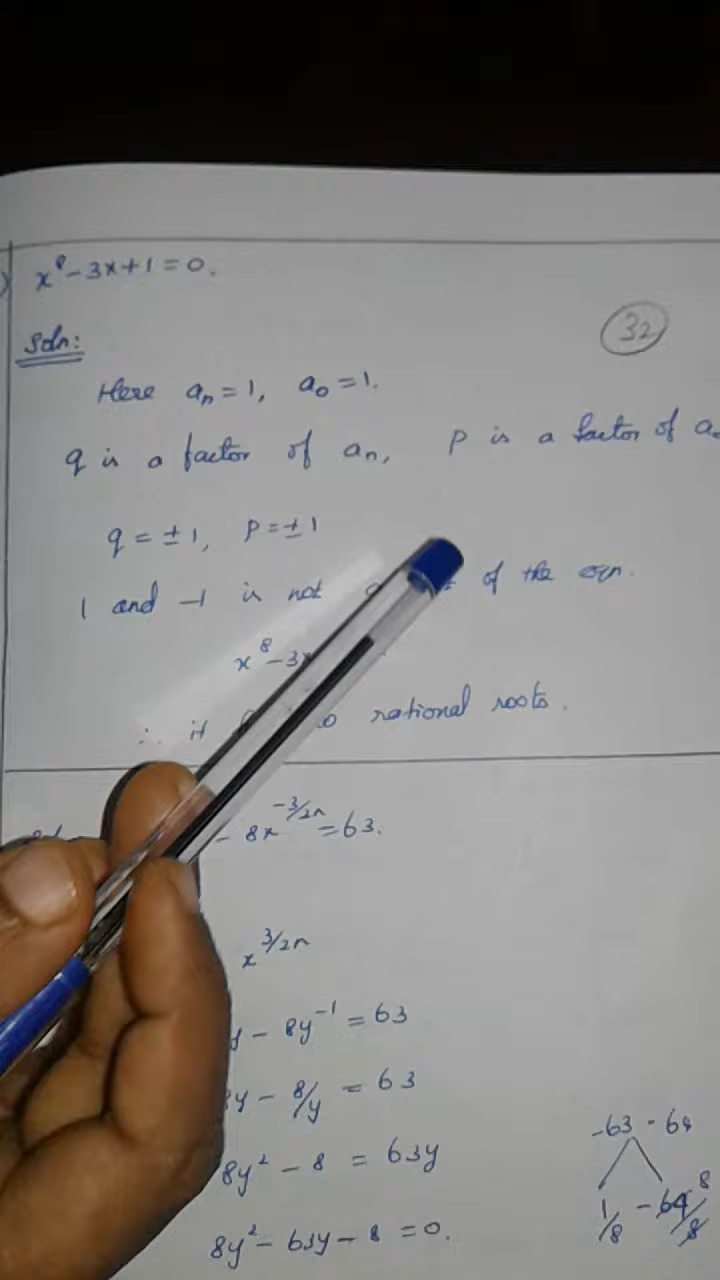 ) x⁸ - 3x + 1 = 0.
Soln:
32
Here aₙ = 1, a₀ = 1.
q is a factor of aₙ, p is a factor of a₀
q = ± 1, p = ± 1
1 and -1 is not of the eqn.
x⁸ - 3x
∴ it rational roots.
- 8x^(-3/2n) = 63.
x^(3/2n)
- 8y⁻¹ = 63
8y - 8/y = 63
8y² - 8 = 63y
8y² - 63y - 8 = 0.
-63 - 64
1/8 - 64/8 8